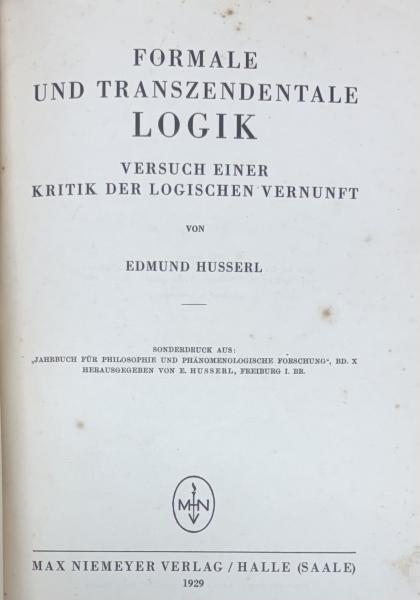 FORMALE
UND TRANSZENDENTALE
LOGIK
VERSUCH EINER
KRITIK DER LOGISCHEN VERNUNFT
VON
EDMUND HUSSERL
SONDERDRUCK AUS:
„JAHRBUCH FÜR PHILOSOPHIE UND PHÄNOMENOLOGISCHE FORSCHUNG“, BD. X
HERAUSGEGEBEN VON E. HUSSERL, FREIBURG I. BR.
MN
MAX NIEMEYER VERLAG / HALLE (SAALE)
1929